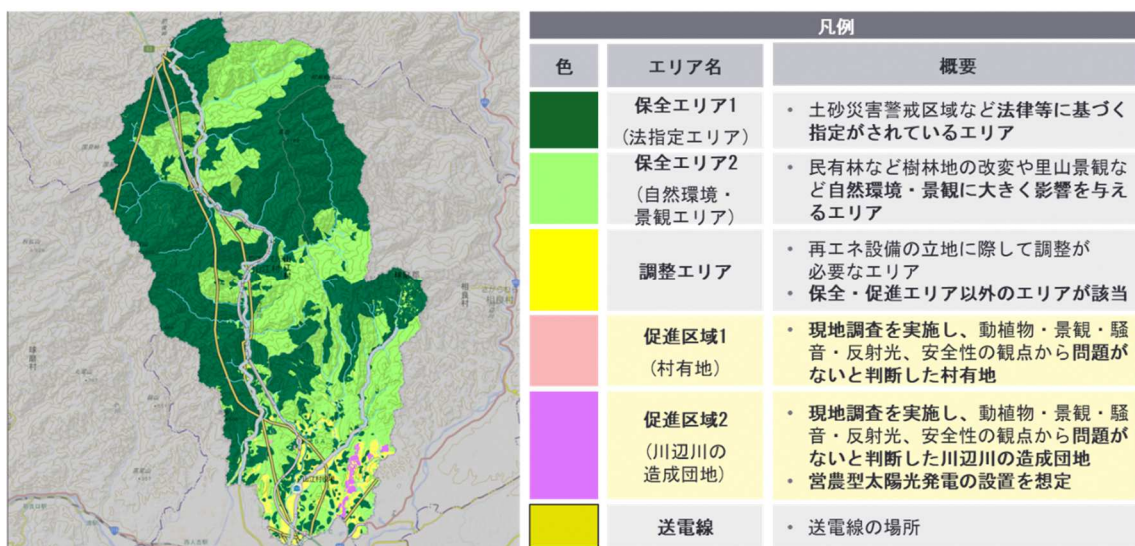 凡例
色
エリア名
概要
保全エリア1
(法指定エリア)
・ 土砂災害警戒区域など法律等に基づく
指定がされているエリア
保全エリア2
(自然環境・
景観エリア)
・ 民有林など樹林地の改変や里山景観な
ど自然環境・景観に大きく影響を与え
るエリア
調整エリア
・ 再エネ設備の立地に際して調整が
必要なエリア
・ 保全・促進エリア以外のエリアが該当
促進区域1
(村有地)
・ 現地調査を実施し、動植物・景観・騒
音・反射光、安全性の観点から問題が
ないと判断した村有地
促進区域2
(川辺川の
造成団地)
・ 現地調査を実施し、動植物・景観・騒
音・反射光、安全性の観点から問題が
ないと判断した川辺川の造成団地
・ 営農型太陽光発電の設置を想定
送電線
・ 送電線の場所
相良村
球磨村